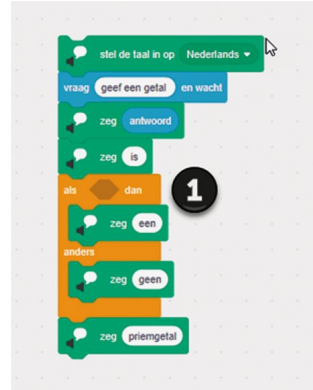 stel de taal in op Nederlands
vraag geef een getal en wacht
zeg antwoord
zeg is
als dan
1
zeg een
anders
zeg geen
zeg priemgetal